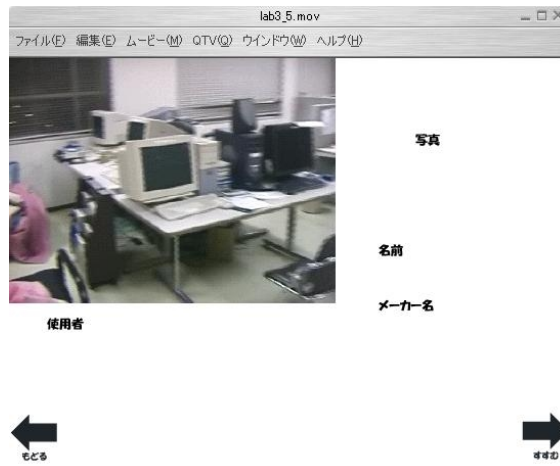 lab3_5.mov
ファイル(F) 編集(E) ムービー(M) QTV(Q) ウインドウ(W) ヘルプ(H)
写真
名前
メーカー名
使用者
もどる
すすむ